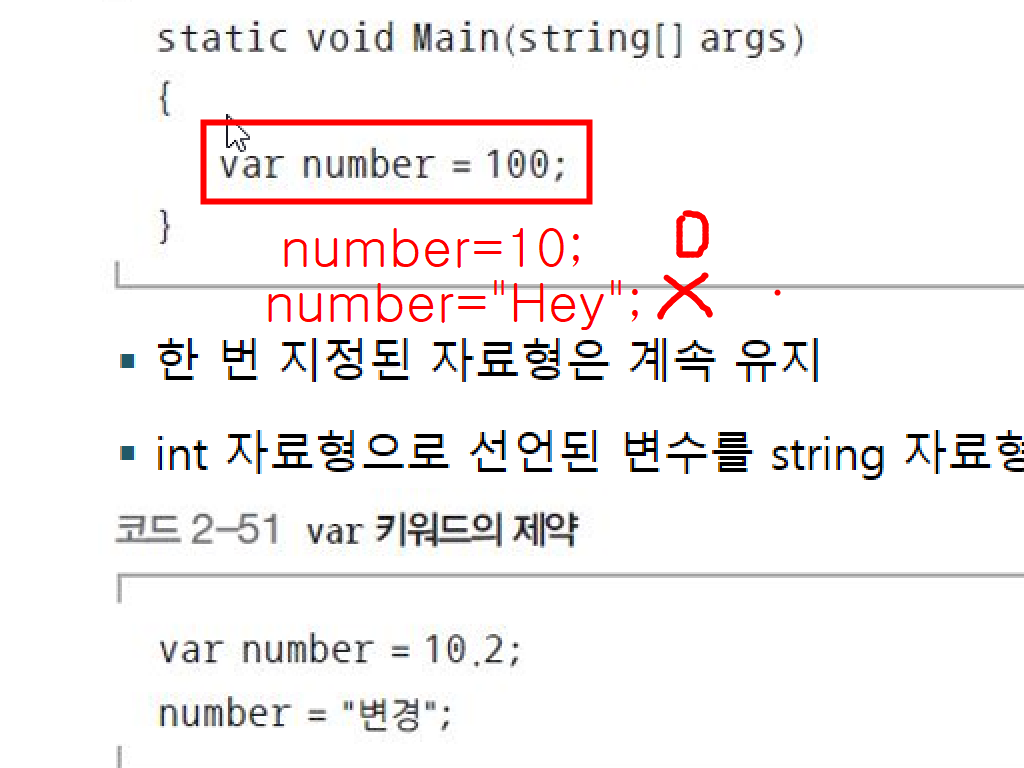 static void Main(string[] args)
{
var number = 100;
}
number=10; O
number="Hey"; X
▪ 한 번 지정된 자료형은 계속 유지
▪ int 자료형으로 선언된 변수를 string 자료형
코드 2–51 var 키워드의 제약
var number = 10.2;
number = "변경";